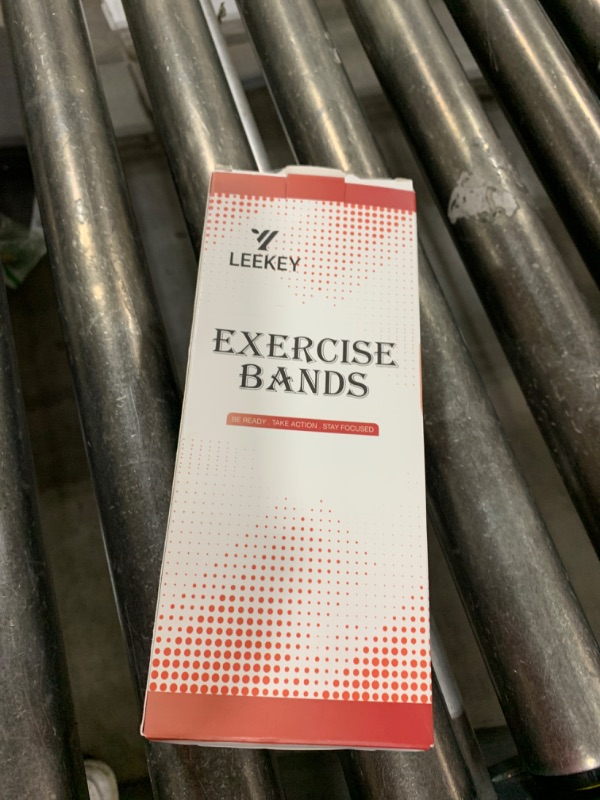 LEEKEY
EXERCISE
BANDS
BE READY . TAKE ACTION . STAY FOCUSED